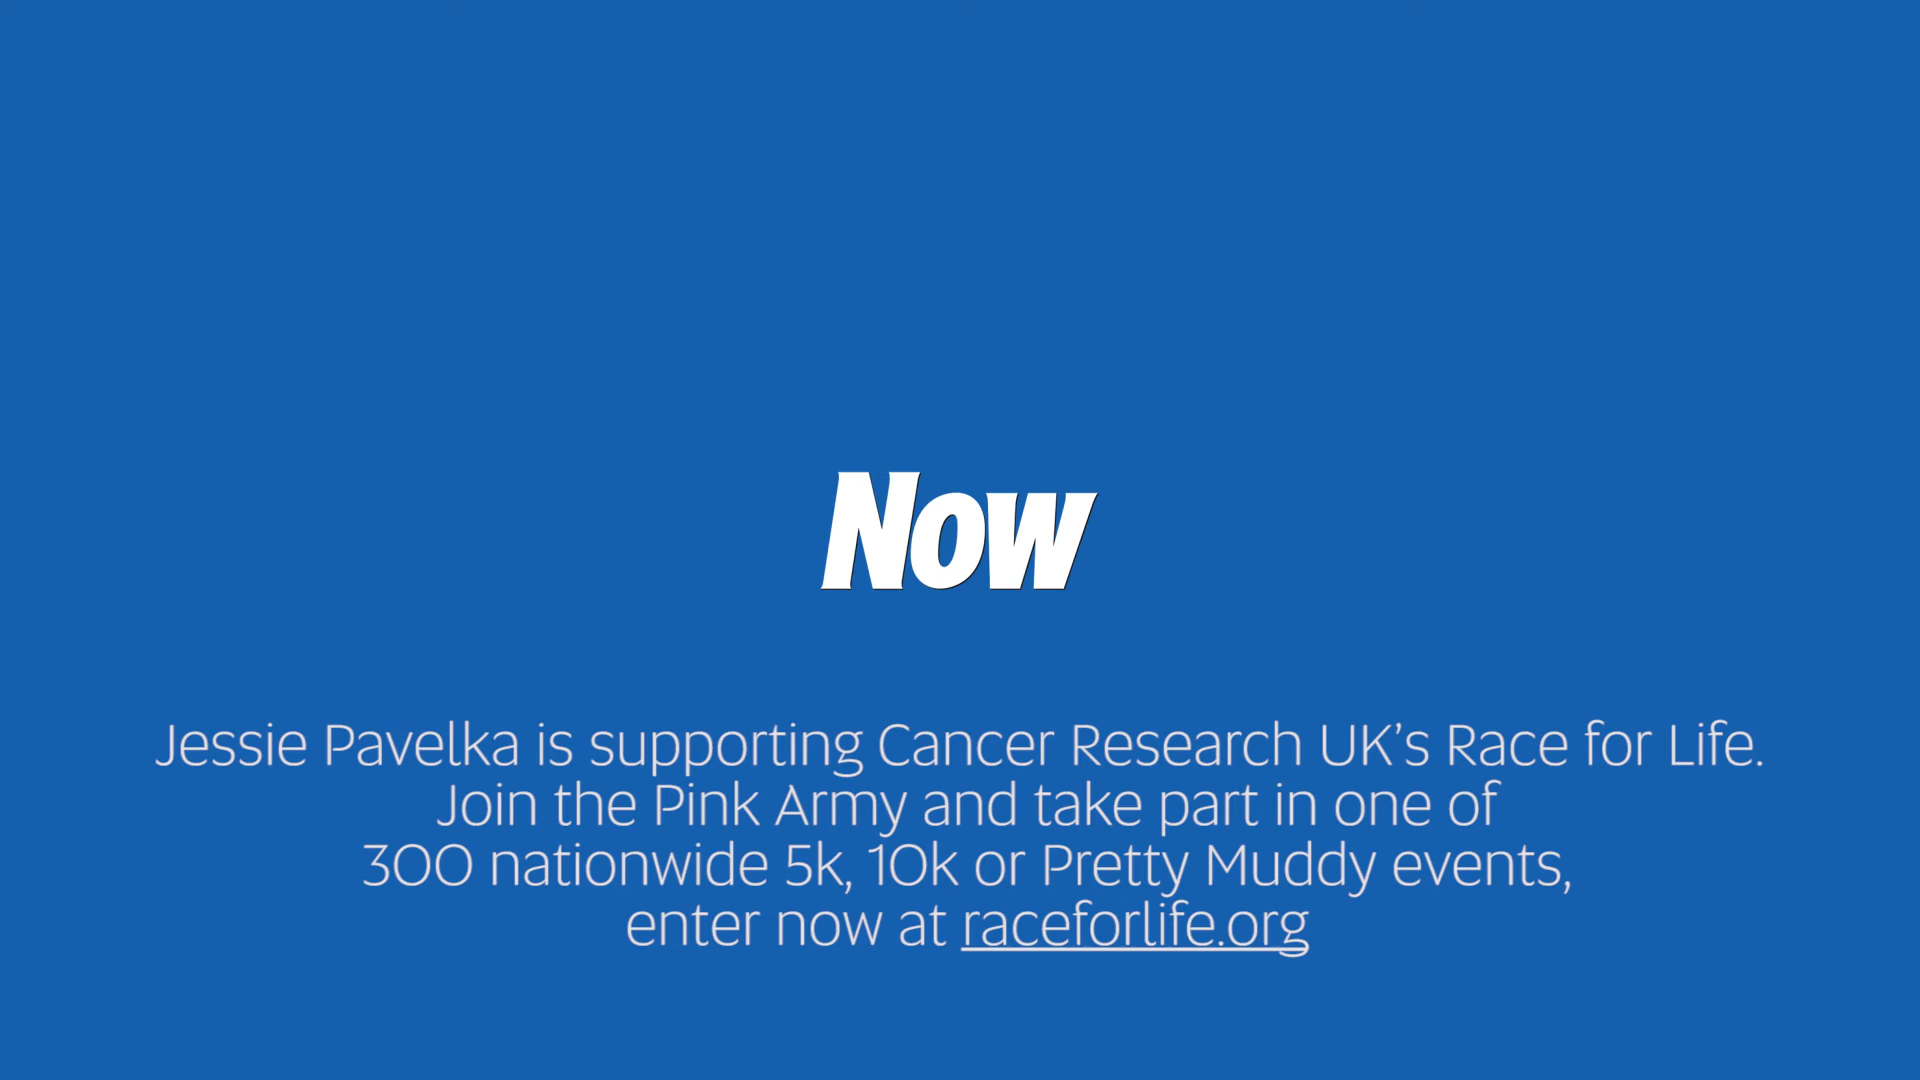 Now
Jessie Pavelka is supporting Cancer Research UK’s Race for Life.
Join the Pink Army and take part in one of
300 nationwide 5k, 10k or Pretty Muddy events,
enter now at raceforlife.org